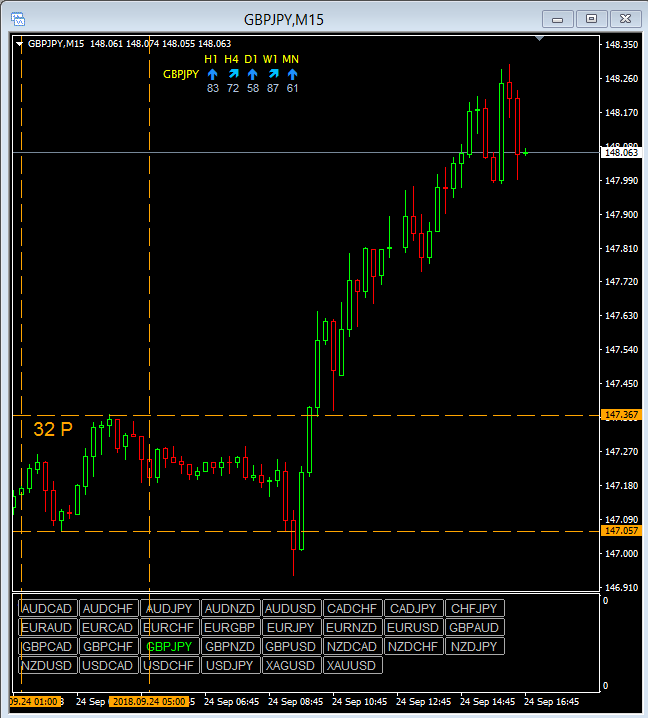 GBPJPY,M15
GBPJPY,M15 148.061 148.074 148.055 148.063
H1 H4 D1 W1 MN
GBPJPY
83 72 58 87 61
148.350
148.260
148.170
148.063
147.990
147.900
147.810
147.720
147.630
147.540
147.450
147.367
32 P
147.270
147.180
147.090
147.057
147.000
146.910
0
AUDCAD AUDCHF AUDJPY AUDNZD AUDUSD CADCHF CADJPY CHFJPY
EURAUD EURCAD EURCHF EURGBP EURJPY EURNZD EURUSD GBPAUD
GBPCAD GBPCHF GBPJPY GBPNZD GBPUSD NZDCAD NZDCHF NZDJPY
NZDUSD USDCAD USDCHF USDJPY XAGUSD XAUUSD
0
09.24 01:00 24 Sep 2018.09.24 05:00 24 Sep 06:45 24 Sep 08:45 24 Sep 10:45 24 Sep 12:45 24 Sep 14:45 24 Sep 16:45